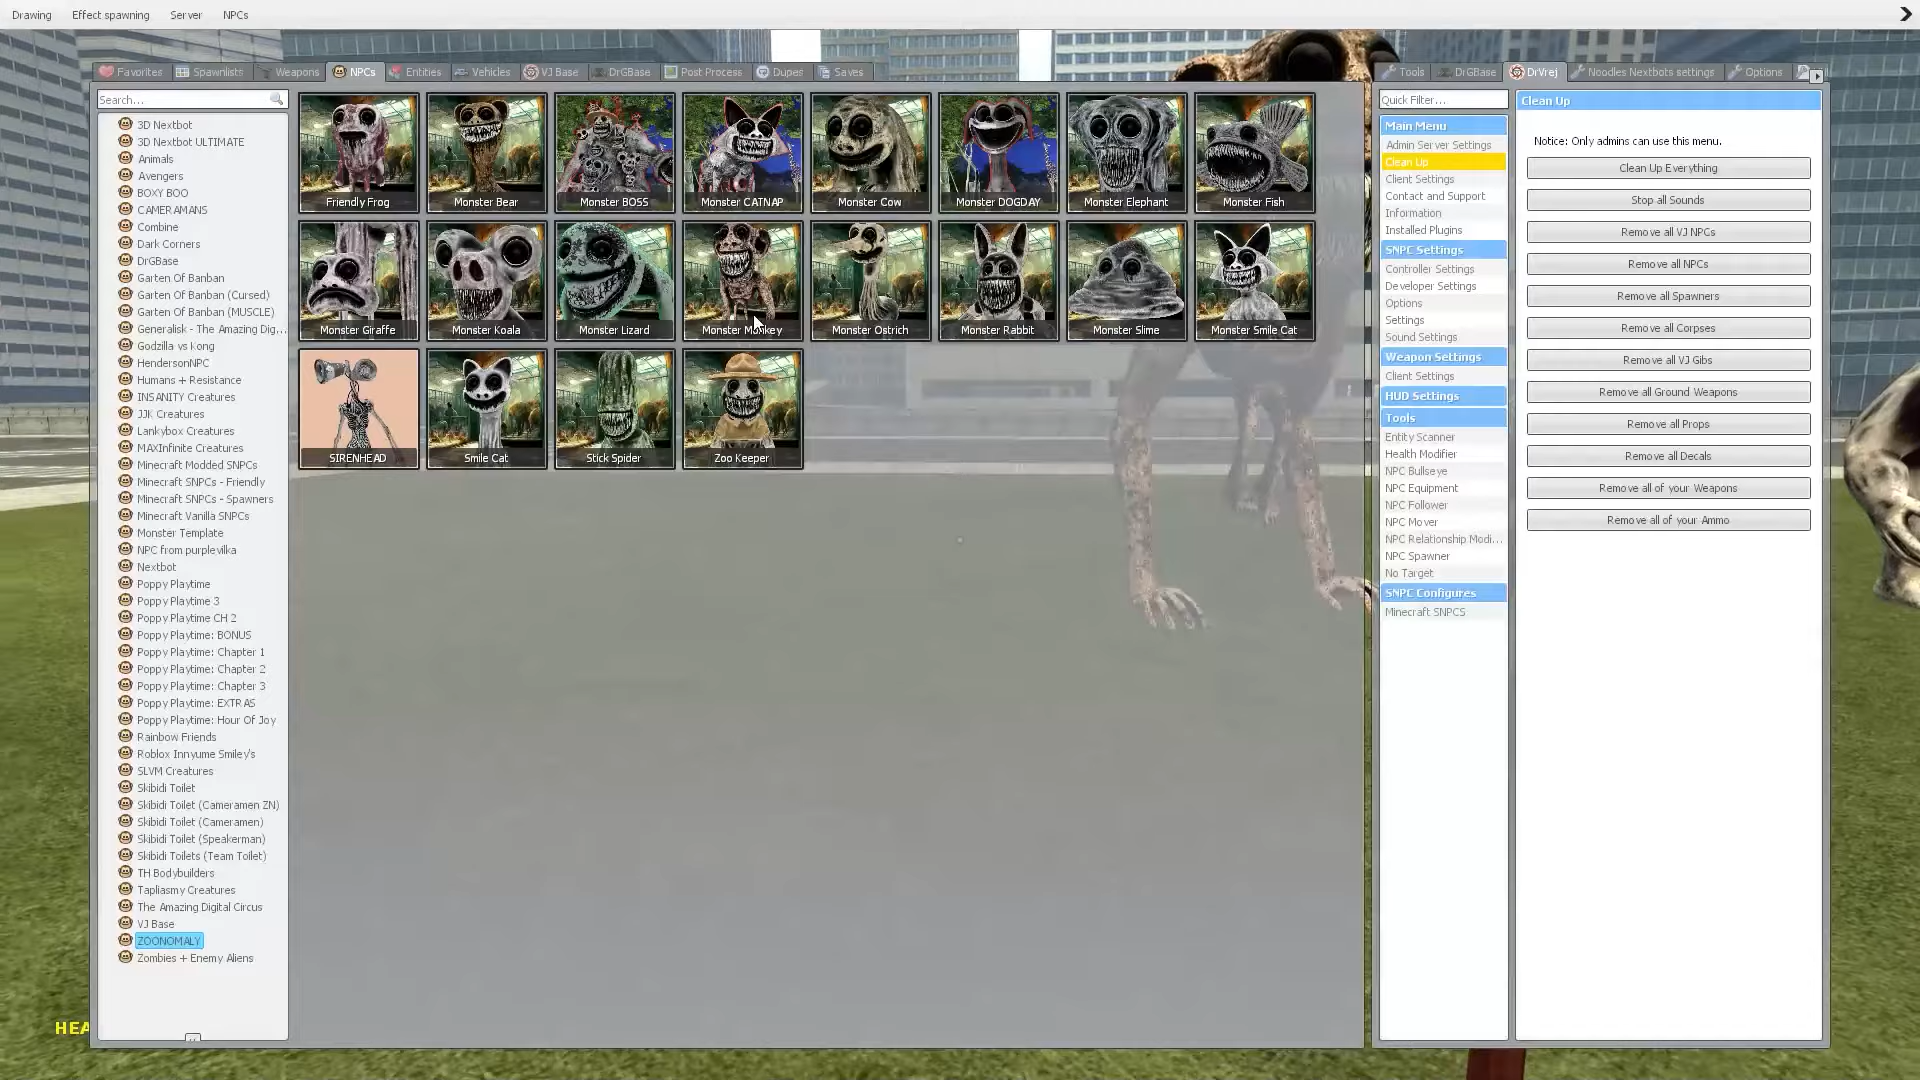 Drawing Effect spawning Server NPCs
Favorites Spawnlists Weapons NPCs Entities Vehicles VJ Base DrGBase Post Process Dupes Saves
Search...
3D Nextbot
3D Nextbot ULTIMATE
Animals
Avengers
BOXY BOO
CAMERAMANS
Combine
Dark Corners
DrGBase
Garten Of Banban
Garten Of Banban (Cursed)
Garten Of Banban (MUSCLE)
Generalisk - The Amazing Dig...
Godzilla vs Kong
HendersonNPC
Humans + Resistance
INSANITY Creatures
JJK Creatures
Lankybox Creatures
MAXInfinite Creatures
Minecraft Modded SNPCs
Minecraft SNPCs - Friendly
Minecraft SNPCs - Spawners
Minecraft Vanilla SNPCs
Monster Template
NPC from purplevilka
Nextbot
Poppy Playtime
Poppy Playtime 3
Poppy Playtime CH 2
Poppy Playtime: BONUS
Poppy Playtime: Chapter 1
Poppy Playtime: Chapter 2
Poppy Playtime: Chapter 3
Poppy Playtime: EXTRAS
Poppy Playtime: Hour Of Joy
Rainbow Friends
Roblox Innyume Smiley's
SLVM Creatures
Skibidi Toilet
Skibidi Toilet (Cameramen ZN)
Skibidi Toilet (Cameramen)
Skibidi Toilet (Speakerman)
Skibidi Toilets (Team Toilet)
TH Bodybuilders
Tapliasmy Creatures
The Amazing Digital Circus
VJ Base
ZOONOMALY
Zombies + Enemy Aliens
HEA
Friendly Frog Monster Bear Monster BOSS Monster CATNAP Monster Cow Monster DOGDAY Monster Elephant Monster Fish
Monster Giraffe Monster Koala Monster Lizard Monster Monkey Monster Ostrich Monster Rabbit Monster Slime Monster Smile Cat
SIRENHEAD Smile Cat Stick Spider Zoo Keeper
Tools DrGBase DrVrej Noodles Nextbots settings Options
Quick Filter...
Main Menu
Admin Server Settings
Clean Up
Client Settings
Contact and Support
Information
Installed Plugins
SNPC Settings
Controller Settings
Developer Settings
Options
Settings
Sound Settings
Weapon Settings
Client Settings
HUD Settings
Tools
Entity Scanner
Health Modifier
NPC Bullseye
NPC Equipment
NPC Follower
NPC Mover
NPC Relationship Modi...
NPC Spawner
No Target
SNPC Configures
Minecraft SNPCS
Clean Up
Notice: Only admins can use this menu.
Clean Up Everything
Stop all Sounds
Remove all VJ NPCs
Remove all NPCs
Remove all Spawners
Remove all Corpses
Remove all VJ Gibs
Remove all Ground Weapons
Remove all Props
Remove all Decals
Remove all of your Weapons
Remove all of your Ammo